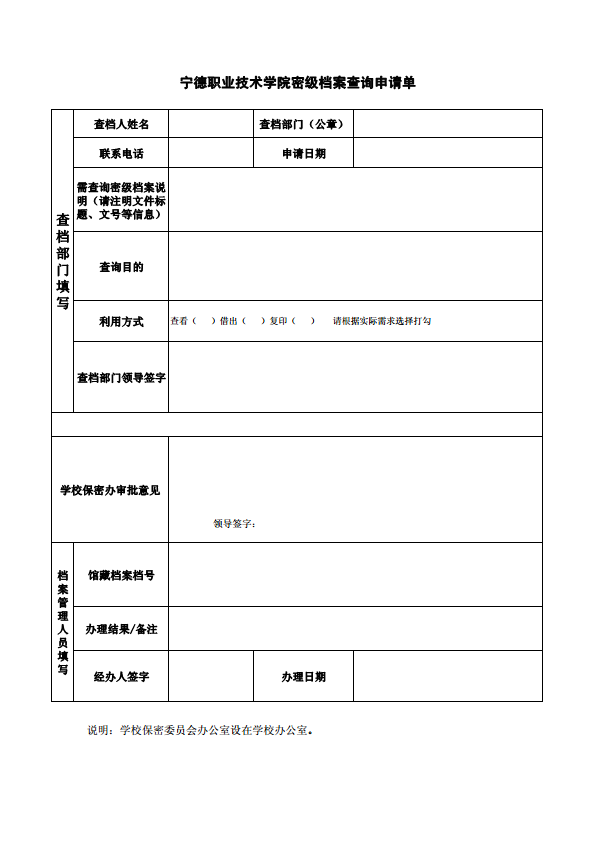 宁德职业技术学院密级档案查询申请单
查档部门填写
查档人姓名
查档部门（公章）
联系电话
申请日期
需查询密级档案说
明（请注明文件标
题、文号等信息）
查询目的
利用方式
查看（ ）借出（ ）复印（ ） 请根据实际需求选择打勾
查档部门领导签字
学校保密办审批意见
领导签字：
档案管理人员填写
馆藏档案档号
办理结果/备注
经办人签字
办理日期
说明：学校保密委员会办公室设在学校办公室。